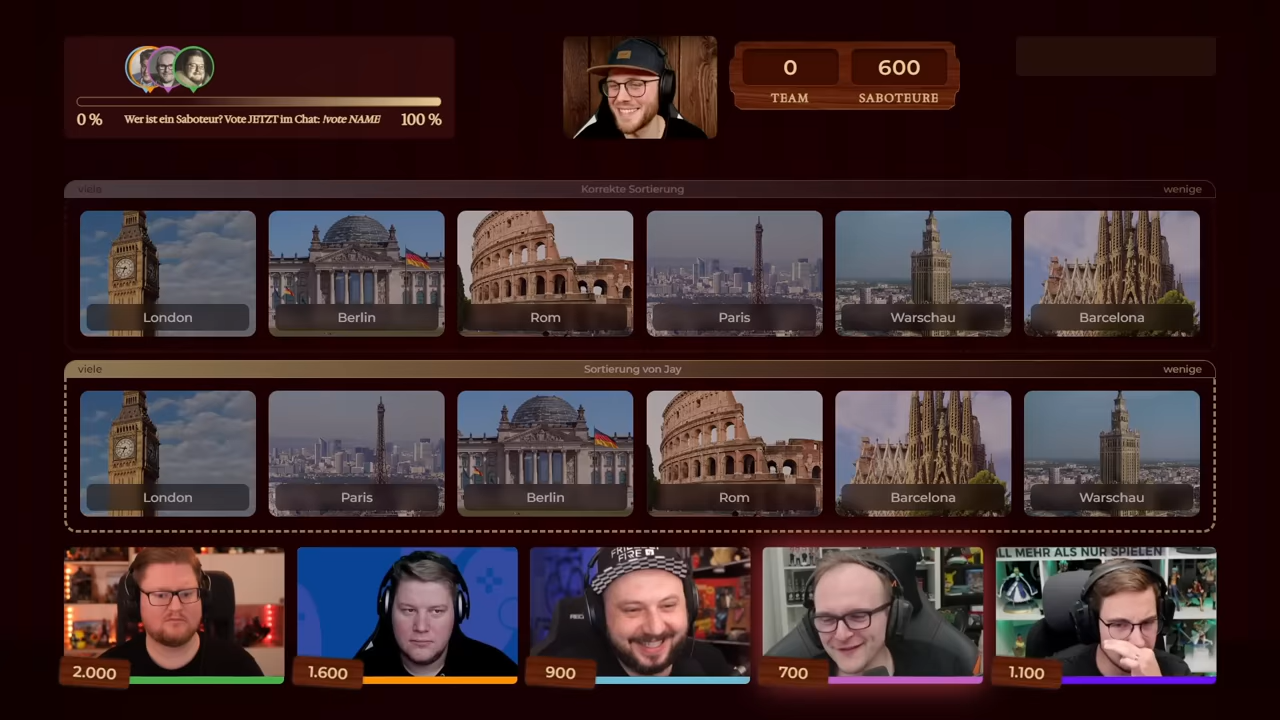 0 %
Wer ist ein Saboteur? Vote JETZT im Chat: !vote NAME
100 %
0
600
TEAM
SABOTEURE
viele
Korrekte Sortierung
wenige
London
Berlin
Rom
Paris
Warschau
Barcelona
viele
Sortierung von Jay
wenige
London
Paris
Berlin
Rom
Barcelona
Warschau
FIRE
ALL MEHR ALS NUR SPIELEN
2.000
1.600
900
700
1.100